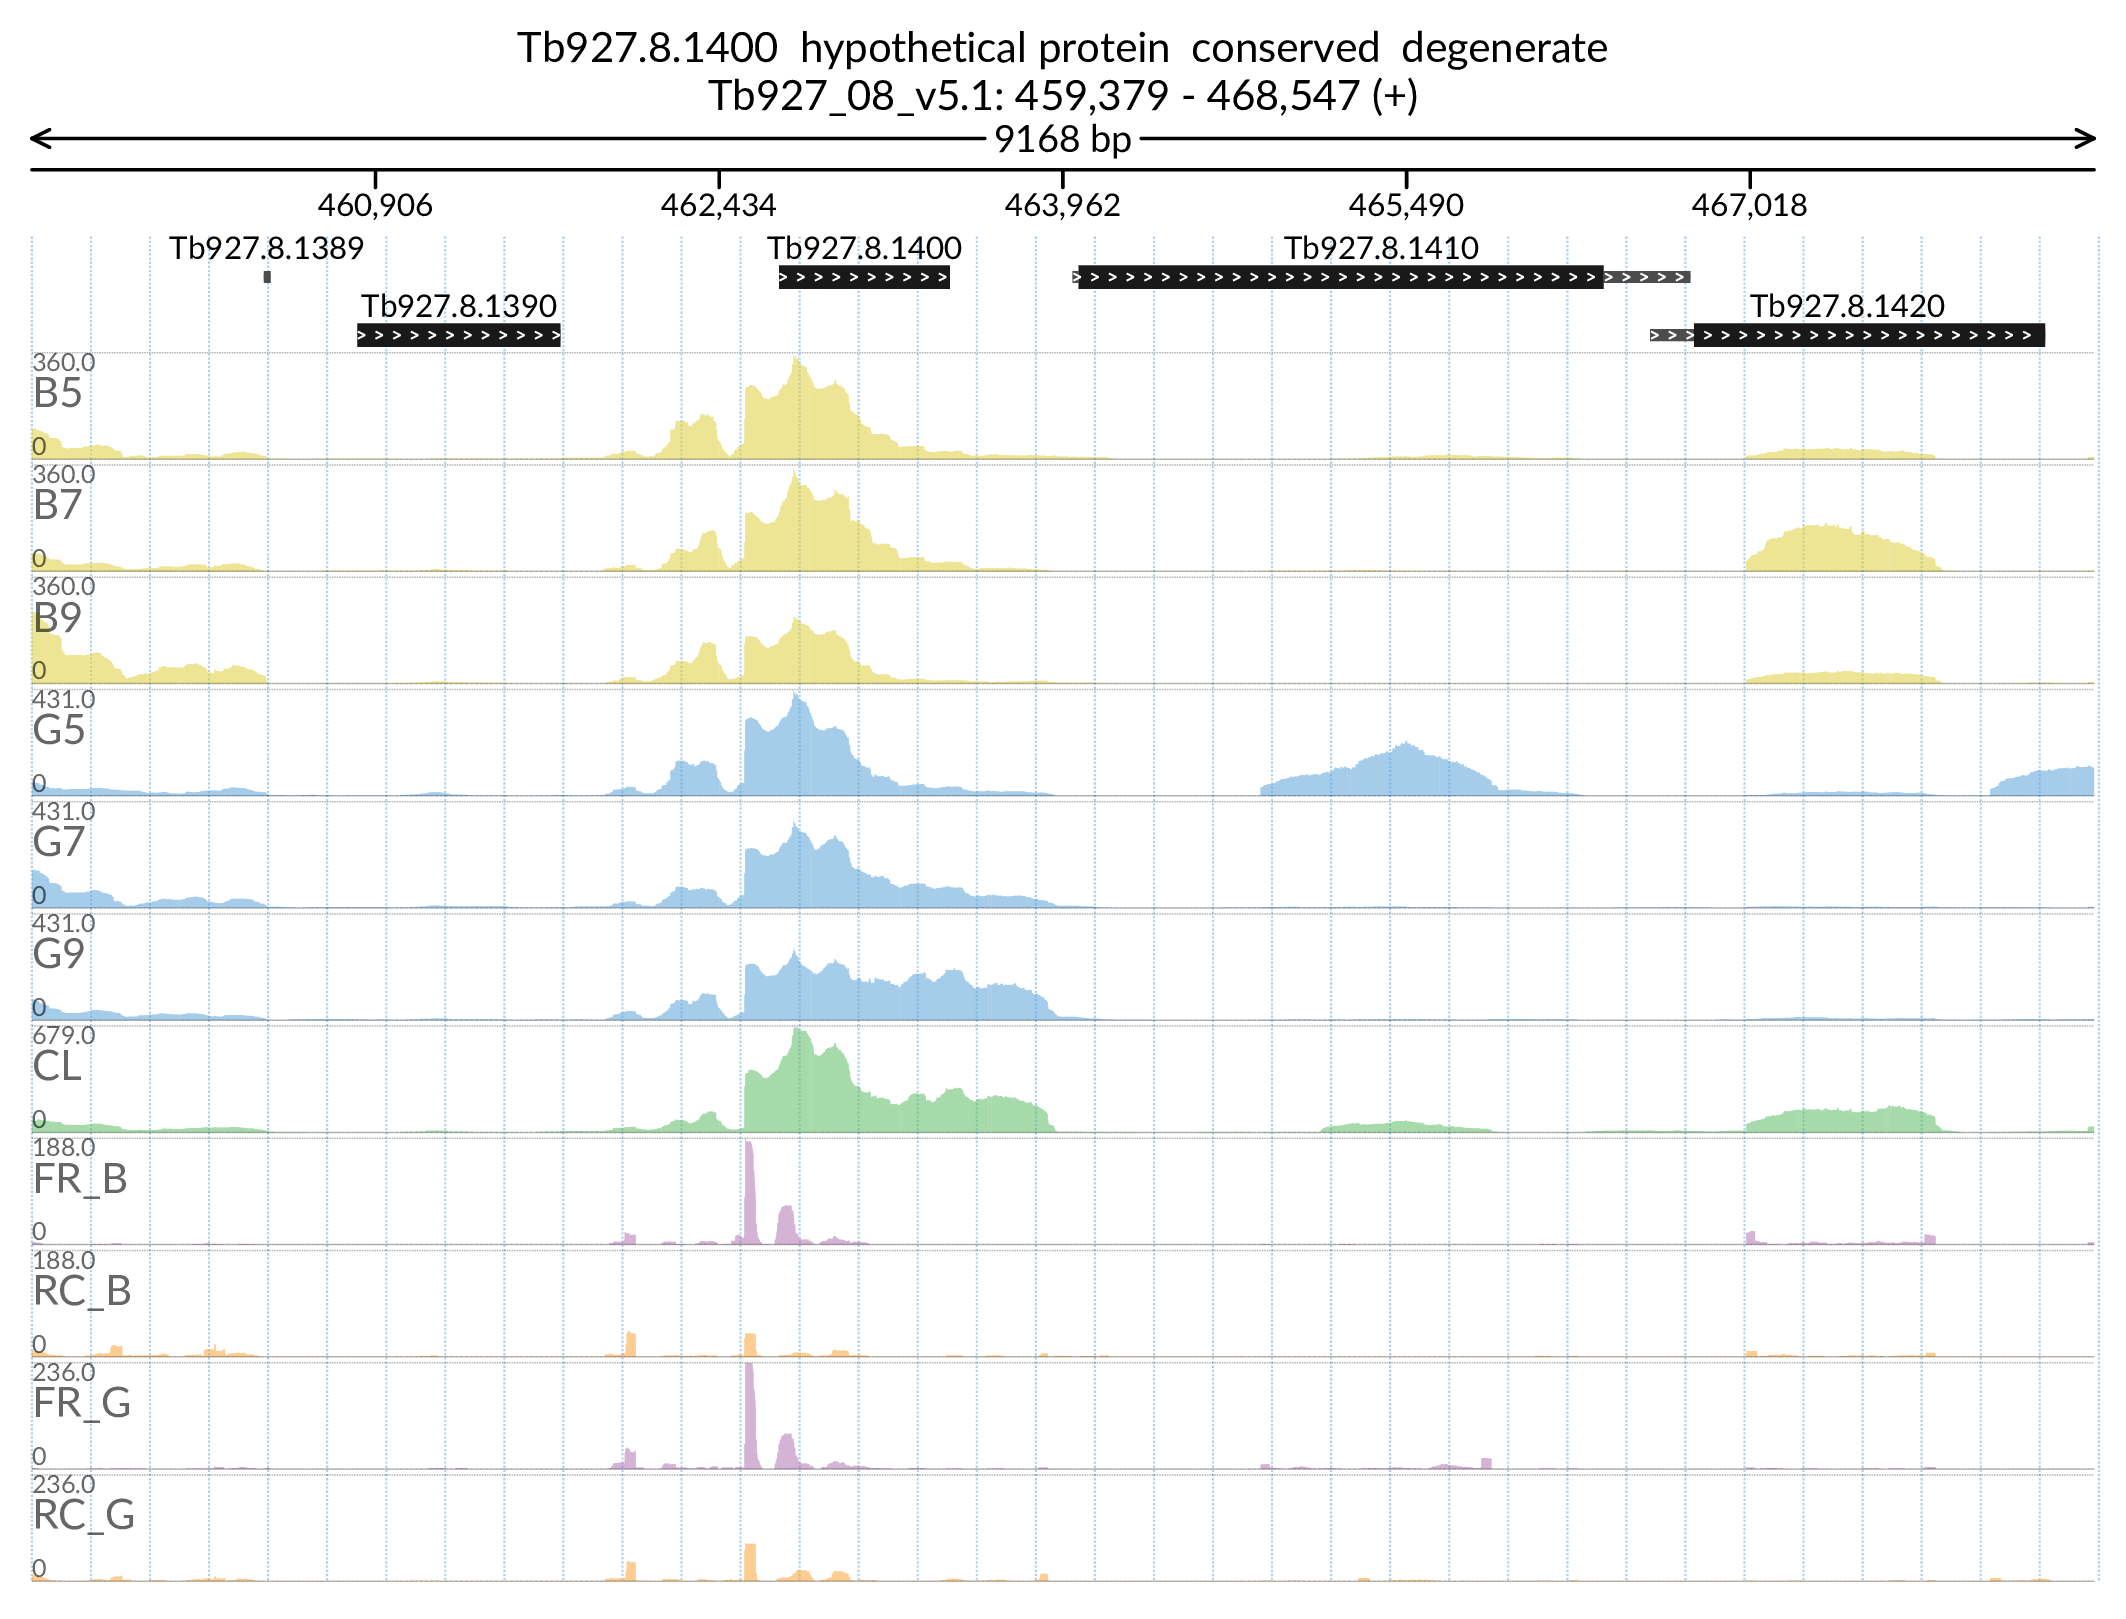 Tb927.8.1400 hypothetical protein conserved degenerate
Tb927_08_v5.1: 459,379 - 468,547 (+)
9168 bp
460,906 462,434 463,962 465,490 467,018
Tb927.8.1389 Tb927.8.1400 Tb927.8.1410
Tb927.8.1390 Tb927.8.1420
360.0
B5
0
360.0
B7
0
360.0
B9
0
431.0
G5
0
431.0
G7
0
431.0
G9
0
679.0
CL
0
188.0
FR_B
0
188.0
RC_B
0
236.0
FR_G
0
236.0
RC_G
0